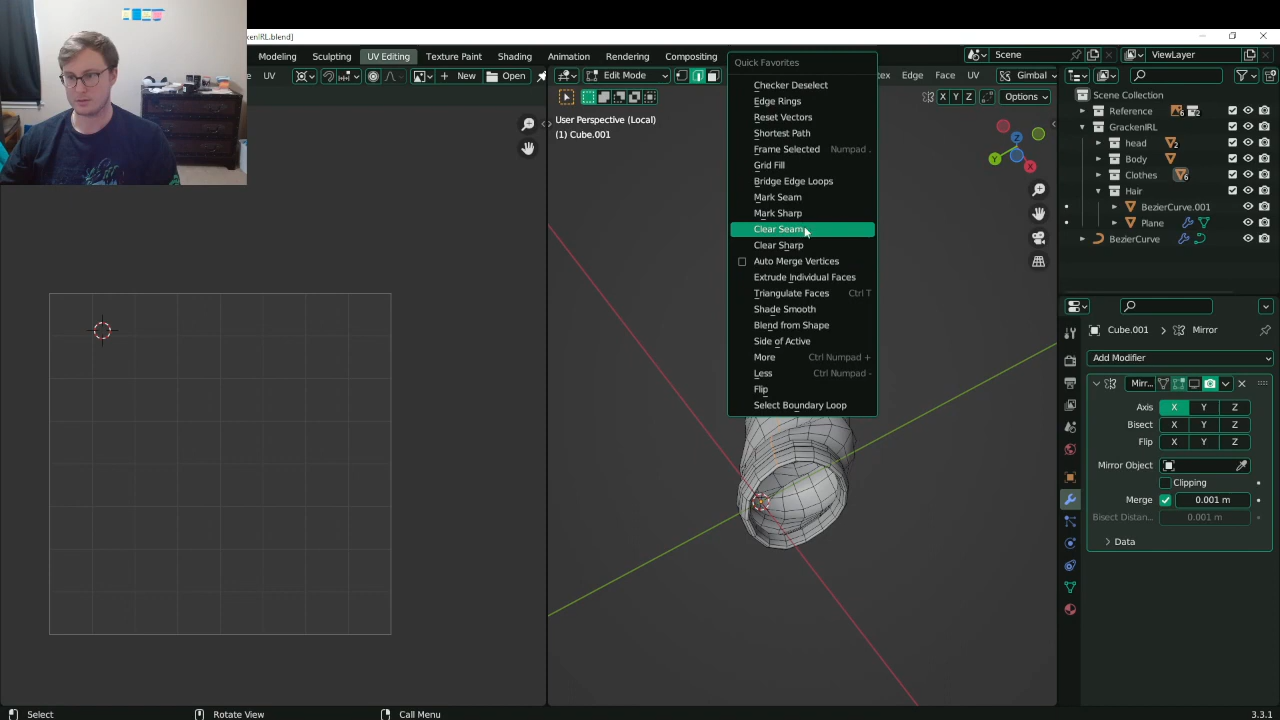 kenIRL.blend]
Modeling
Sculpting
UV Editing
Texture Paint
Shading
Animation
Rendering
Compositing
Scene
ViewLayer
UV
New
Open
Edit Mode
tex
Edge
Face
UV
Gimbal
X Y Z
Options
User Perspective (Local)
(1) Cube.001
Quick Favorites
Checker Deselect
Edge Rings
Reset Vectors
Shortest Path
Frame Selected Numpad .
Grid Fill
Bridge Edge Loops
Mark Seam
Mark Sharp
Clear Seam
Clear Sharp
Auto Merge Vertices
Extrude Individual Faces
Triangulate Faces Ctrl T
Shade Smooth
Blend from Shape
Side of Active
More Ctrl Numpad +
Less Ctrl Numpad -
Flip
Select Boundary Loop
Z
Y
X
Scene Collection
Reference 2
GrackenIRL
head 2
Body
Clothes 6
Hair
BezierCurve.001
Plane
BezierCurve
Cube.001 > Mirror
Add Modifier
Mirr...
Axis X Y Z
Bisect X Y Z
Flip X Y Z
Mirror Object
Clipping
Merge 0.001 m
Bisect Distan... 0.001 m
Data
Select
Rotate View
Call Menu
3.3.1